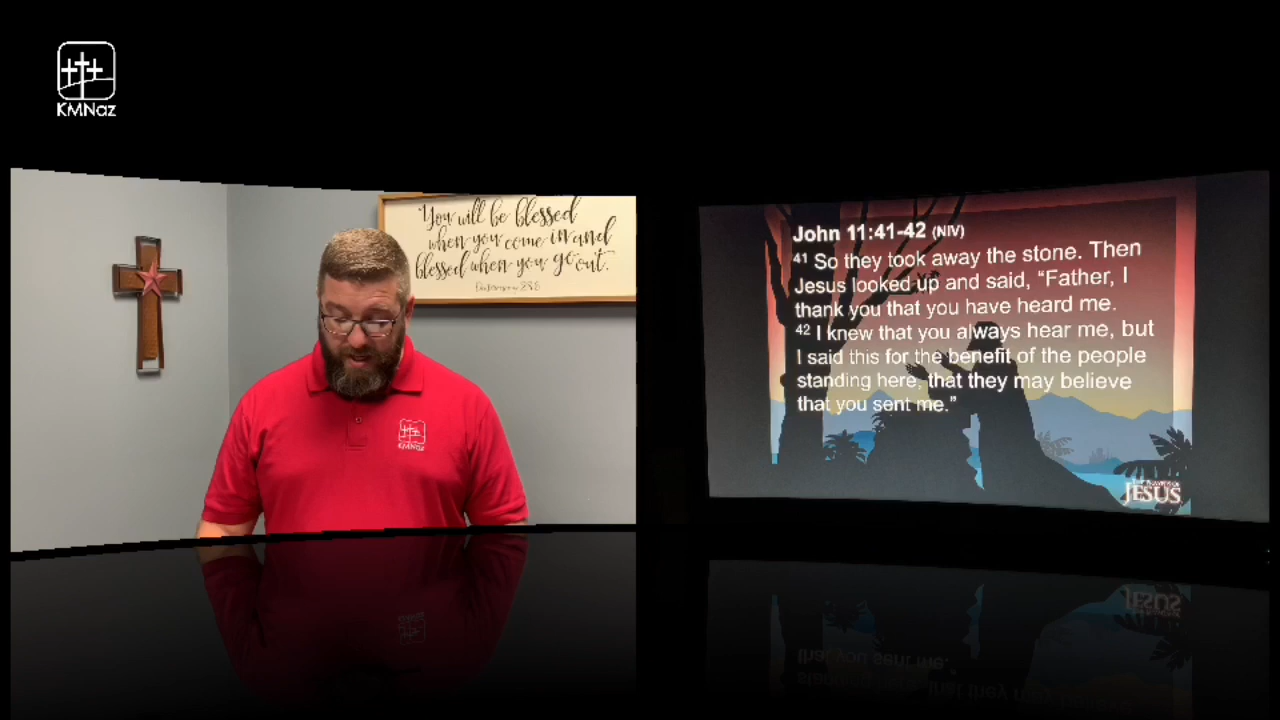 KMNaz
"You will be blessed
when you come in and
blessed when you go out.
KMNaz
John 11:41-42 (NIV)
41 So they took away the stone. Then
Jesus looked up and said, “Father, I
thank you that you have heard me.
42 I knew that you always hear me, but
I said this for the benefit of the people
standing here, that they may believe
that you sent me.”
JESUS